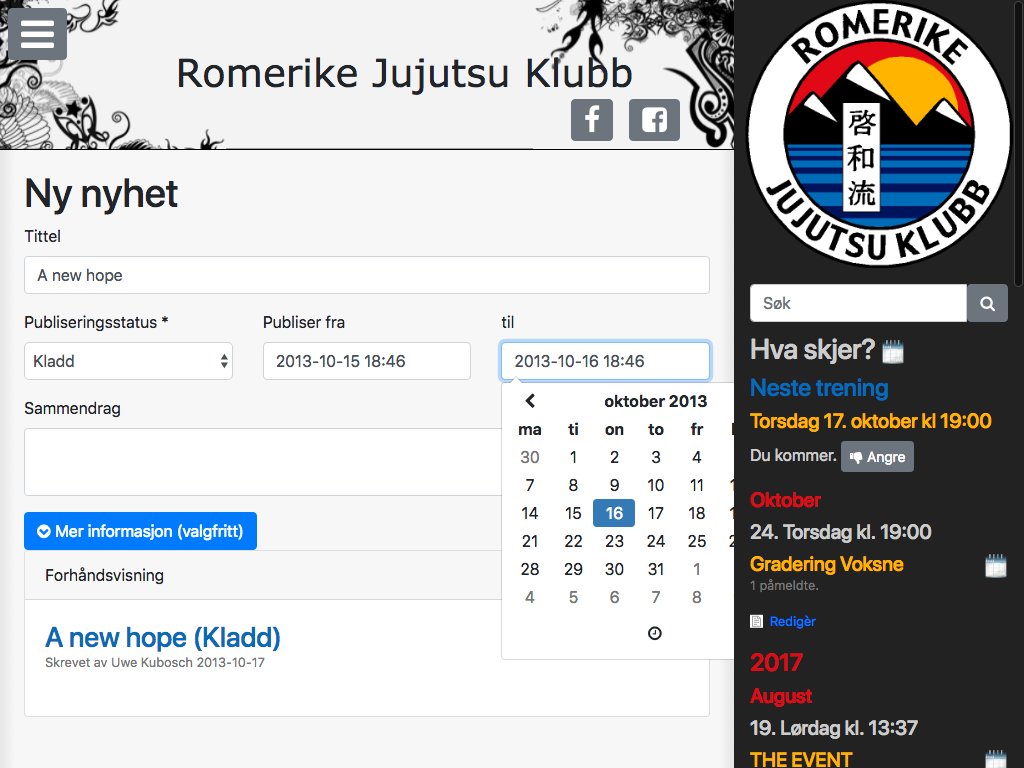 Romerike Jujutsu Klubb
Ny nyhet
Tittel
A new hope
Publiseringsstatus * Publiser fra til
Kladd 2013-10-15 18:46 2013-10-16 18:46
Sammendrag
oktober 2013
ma ti on to fr
30 1 2 3 4
7 8 9 10 11
14 15 16 17 18
21 22 23 24 25
28 29 30 31 1
4 5 6 7 8
Mer informasjon (valgfritt)
Forhåndsvisning
A new hope (Kladd)
Skrevet av Uwe Kubosch 2013-10-17
ROMERIKE
啓和流
JUJUTSU KLUBB
Søk
Hva skjer?
Neste trening
Torsdag 17. oktober kl 19:00
Du kommer. Angre
Oktober
24. Torsdag kl. 19:00
Gradering Voksne
1 påmeldte.
Redigèr
2017
August
19. Lørdag kl. 13:37
THE EVENT